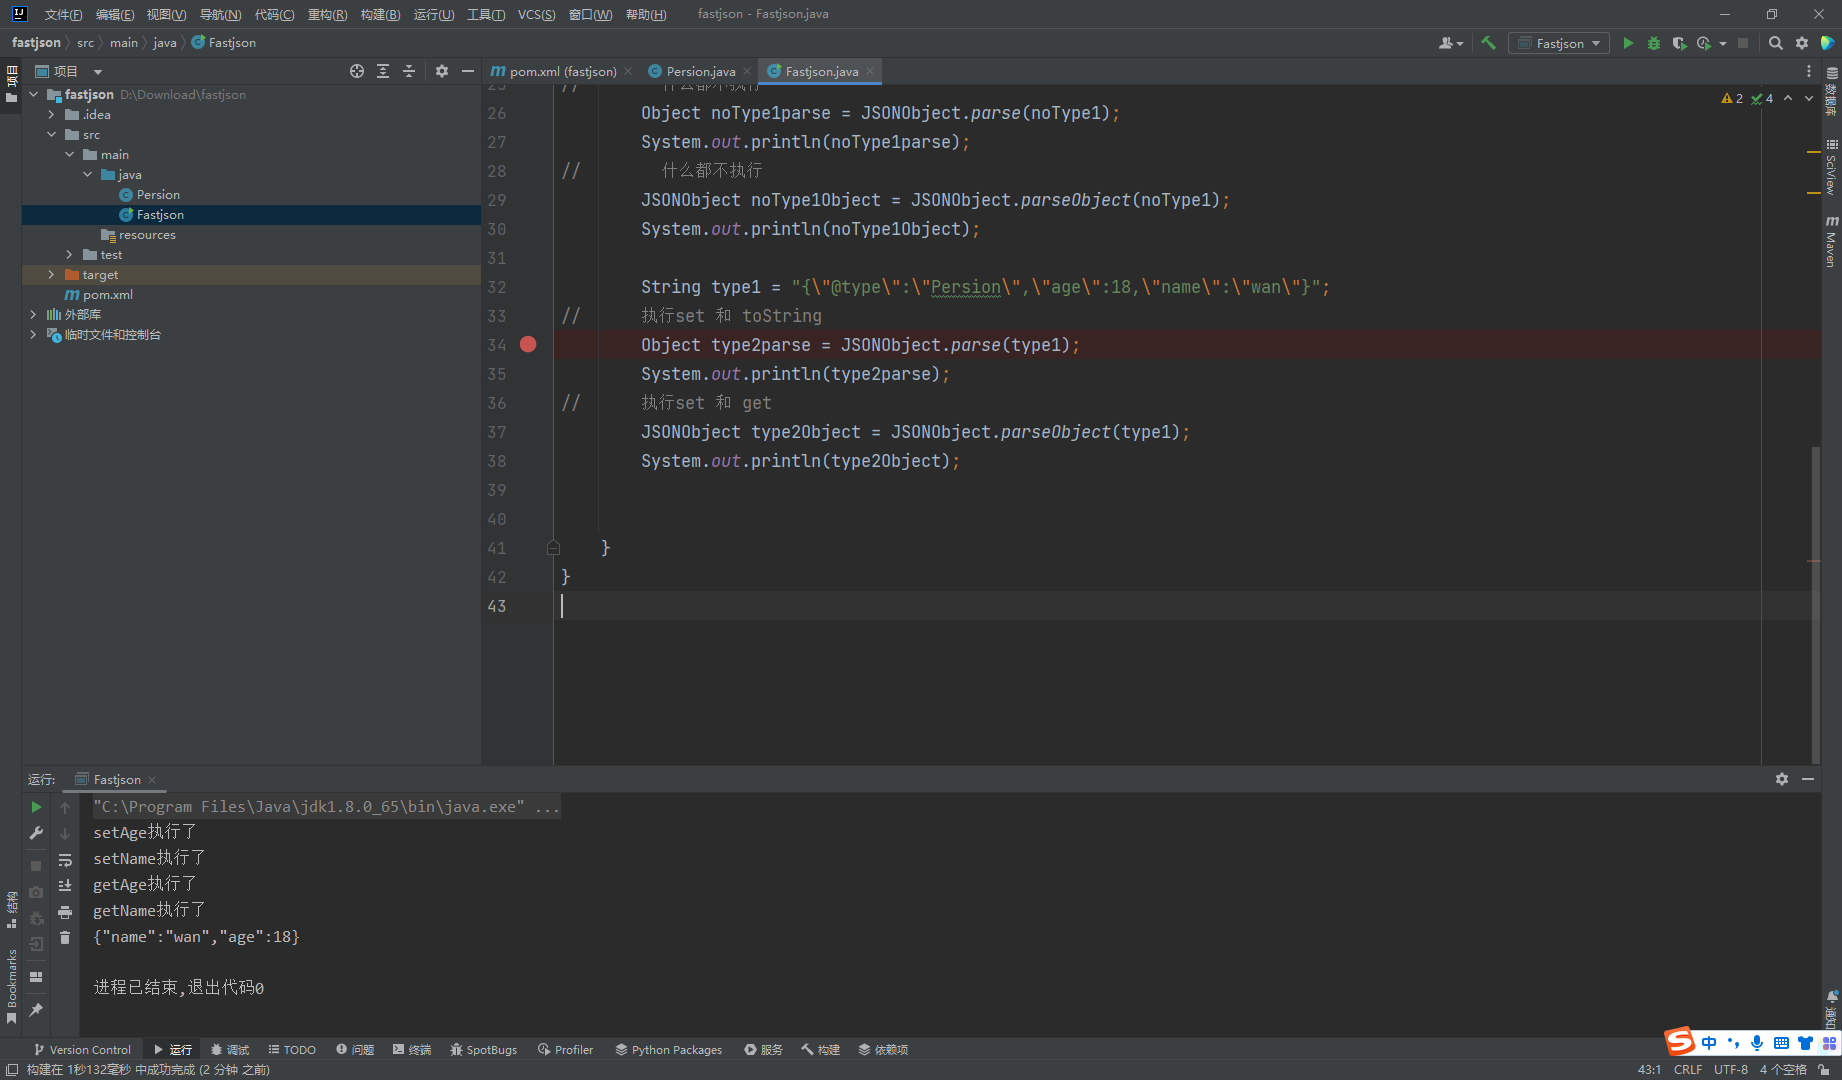 文件(F) 编辑(E) 视图(V) 导航(N) 代码(C) 重构(R) 构建(B) 运行(U) 工具(T) VCS(S) 窗口(W) 帮助(H) fastjson - Fastjson.java
fastjson src main java Fastjson
Fastjson
项目
pom.xml (fastjson) Persion.java Fastjson.java
项目
fastjson D:\Download\fastjson
.idea
src
main
java
Persion
Fastjson
resources
test
target
pom.xml
外部库
临时文件和控制台
2 4
25 // 什么都不执行
26 Object noType1parse = JSONObject.parse(noType1);
27 System.out.println(noType1parse);
28 // 什么都不执行
29 JSONObject noType1Object = JSONObject.parseObject(noType1);
30 System.out.println(noType1Object);
31
32 String type1 = "{\"@type\":\"Persion\",\"age\":18,\"name\":\"wan\"}";
33 // 执行set 和 toString
34 Object type2parse = JSONObject.parse(type1);
35 System.out.println(type2parse);
36 // 执行set 和 get
37 JSONObject type2Object = JSONObject.parseObject(type1);
38 System.out.println(type2Object);
39
40
41 }
42 }
43
数据库
SciView
Maven
运行: Fastjson
"C:\Program Files\Java\jdk1.8.0_65\bin\java.exe" ...
setAge执行了
setName执行了
getAge执行了
getName执行了
{"name":"wan","age":18}
进程已结束,退出代码0
结构
Bookmarks
通知
中
Version Control 运行 调试 TODO 问题 终端 SpotBugs Profiler Python Packages 服务 构建 依赖项
构建在 1秒132毫秒 中成功完成 (2 分钟 之前)
43:1 CRLF UTF-8 4 个空格